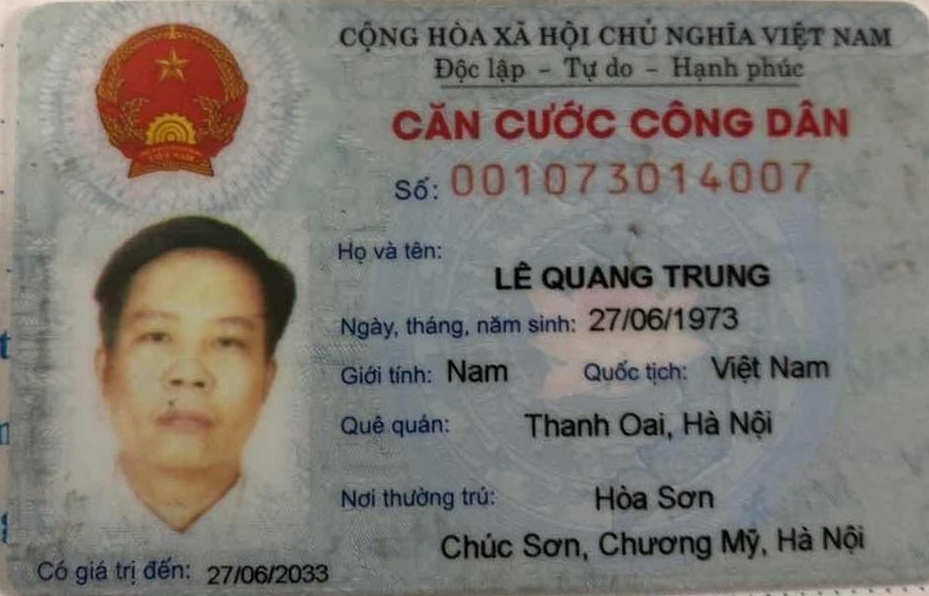 CỘNG HÒA XÃ HỘI CHỦ NGHĨA VIỆT NAM
Độc lập - Tự do - Hạnh phúc
CĂN CƯỚC CÔNG DÂN
Số: 001073014007
Họ và tên:
LÊ QUANG TRUNG
Ngày, tháng, năm sinh: 27/06/1973
Giới tính: Nam Quốc tịch: Việt Nam
Quê quán: Thanh Oai, Hà Nội
Nơi thường trú: Hòa Sơn
Chúc Sơn, Chương Mỹ, Hà Nội
Có giá trị đến: 27/06/2033